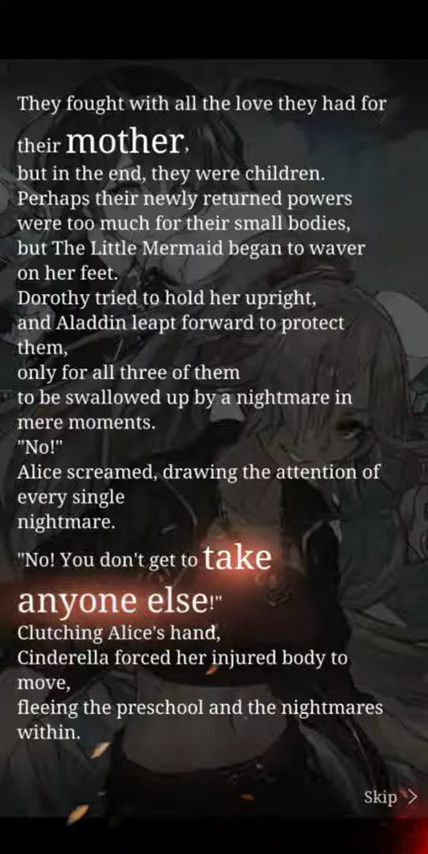 They fought with all the love they had for
their mother,
but in the end, they were children.
Perhaps their newly returned powers
were too much for their small bodies,
but The Little Mermaid began to waver
on her feet.
Dorothy tried to hold her upright,
and Aladdin leapt forward to protect
them,
only for all three of them
to be swallowed up by a nightmare in
mere moments.
"No!"
Alice screamed, drawing the attention of
every single
nightmare.
"No! You don't get to take
anyone else!"
Clutching Alice's hand,
Cinderella forced her injured body to
move,
fleeing the preschool and the nightmares
within.
Skip